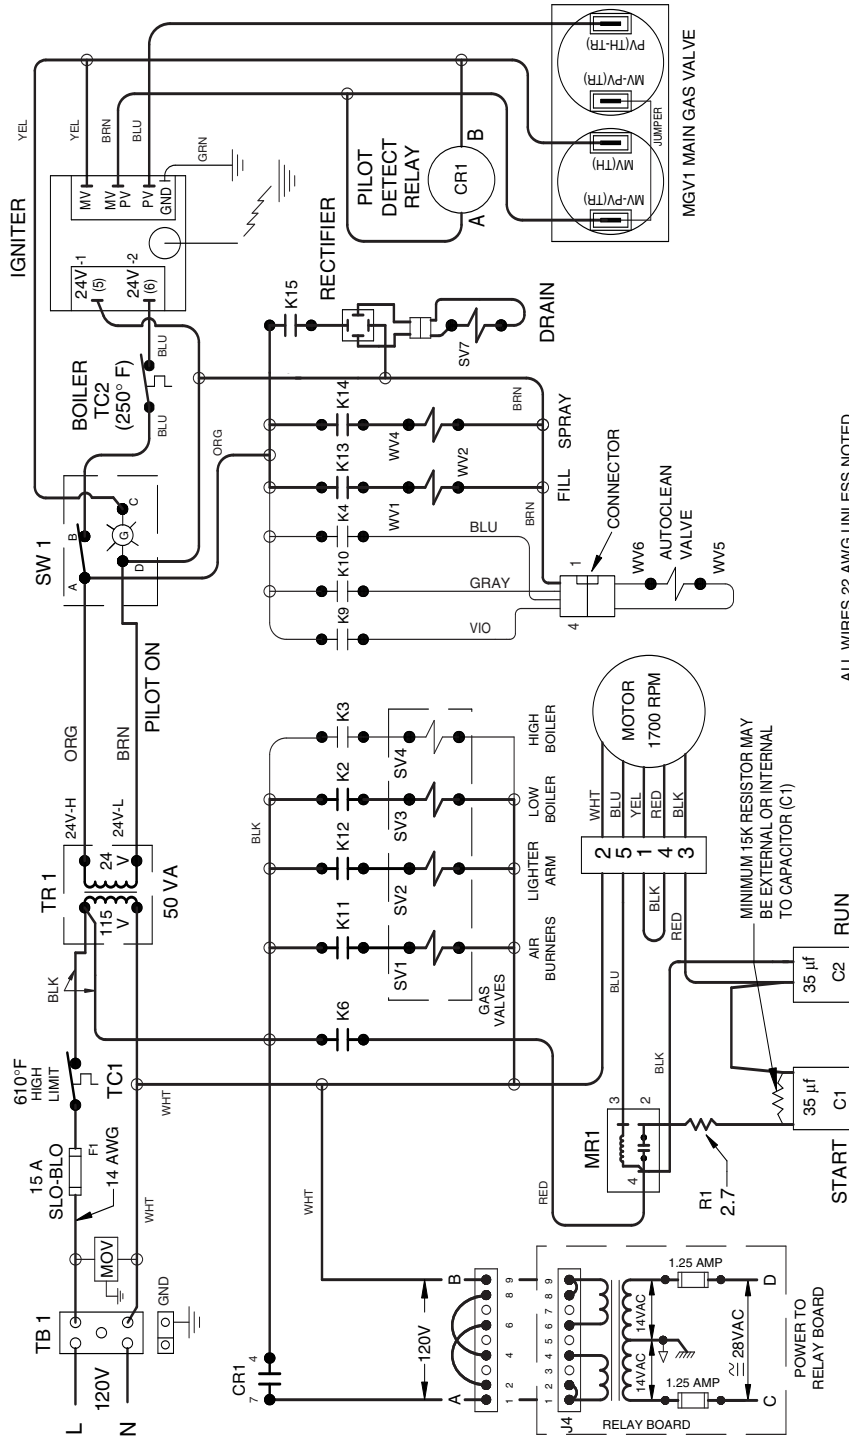 L
N
120V
TB 1
GND
MOV
15 A
SLO-BLO
F1
14 AWG
WHT
610°F
HIGH
LIMIT
TC1
WHT
BLK
TR 1
115
V
24
V
50 VA
24V-H
24V-L
ORG
BRN
PILOT ON
SW 1
A
B
C
D
G
BOILER
TC2
(250° F)
BLU
BLU
ORG
IGNITER
24V -1
(5)
24V -2
(6)
MV
MV
PV
PV
GND
YEL
YEL
BRN
BLU
GRN
CR1
7
4
BLK
K6
K11
K12
K2
K3
SV1
SV2
SV3
SV4
GAS
VALVES
AIR
BURNERS
LIGHTER
ARM
LOW
BOILER
HIGH
BOILER
K9
K10
K4
K13
K14
K15
VIO
GRAY
BLU
WV1
WV2
WV4
FILL
SPRAY
BRN
BRN
RECTIFIER
SV7
DRAIN
4
1
CONNECTOR
WV6
AUTOCLEAN
VALVE
WV5
PILOT
DETECT
RELAY
CR1
A
B
MV-PV(TR)
MV(TH)
MV-PV(TR)
PV(TH-TR)
JUMPER
MGV1 MAIN GAS VALVE
WHT
RED
A
120V
B
1 2 3 4 5 6 7 8 9
J4
1 2 3 4 5 6 7 8 9
RELAY BOARD
14VAC
14VAC
≅ 28VAC
1.25 AMP
1.25 AMP
C
D
POWER TO
RELAY BOARD
MR1
4
3
2
R1
2.7
BLU
BLK
RED
BLK
2
5
1
4
3
WHT
BLU
YEL
RED
BLK
MOTOR
1700 RPM
MINIMUM 15K RESISTOR MAY
BE EXTERNAL OR INTERNAL
TO CAPACITOR (C1)
35 µf
C1
START
35 µf
C2
RUN
ALL WIRES 22 AWG UNLESS NOTED